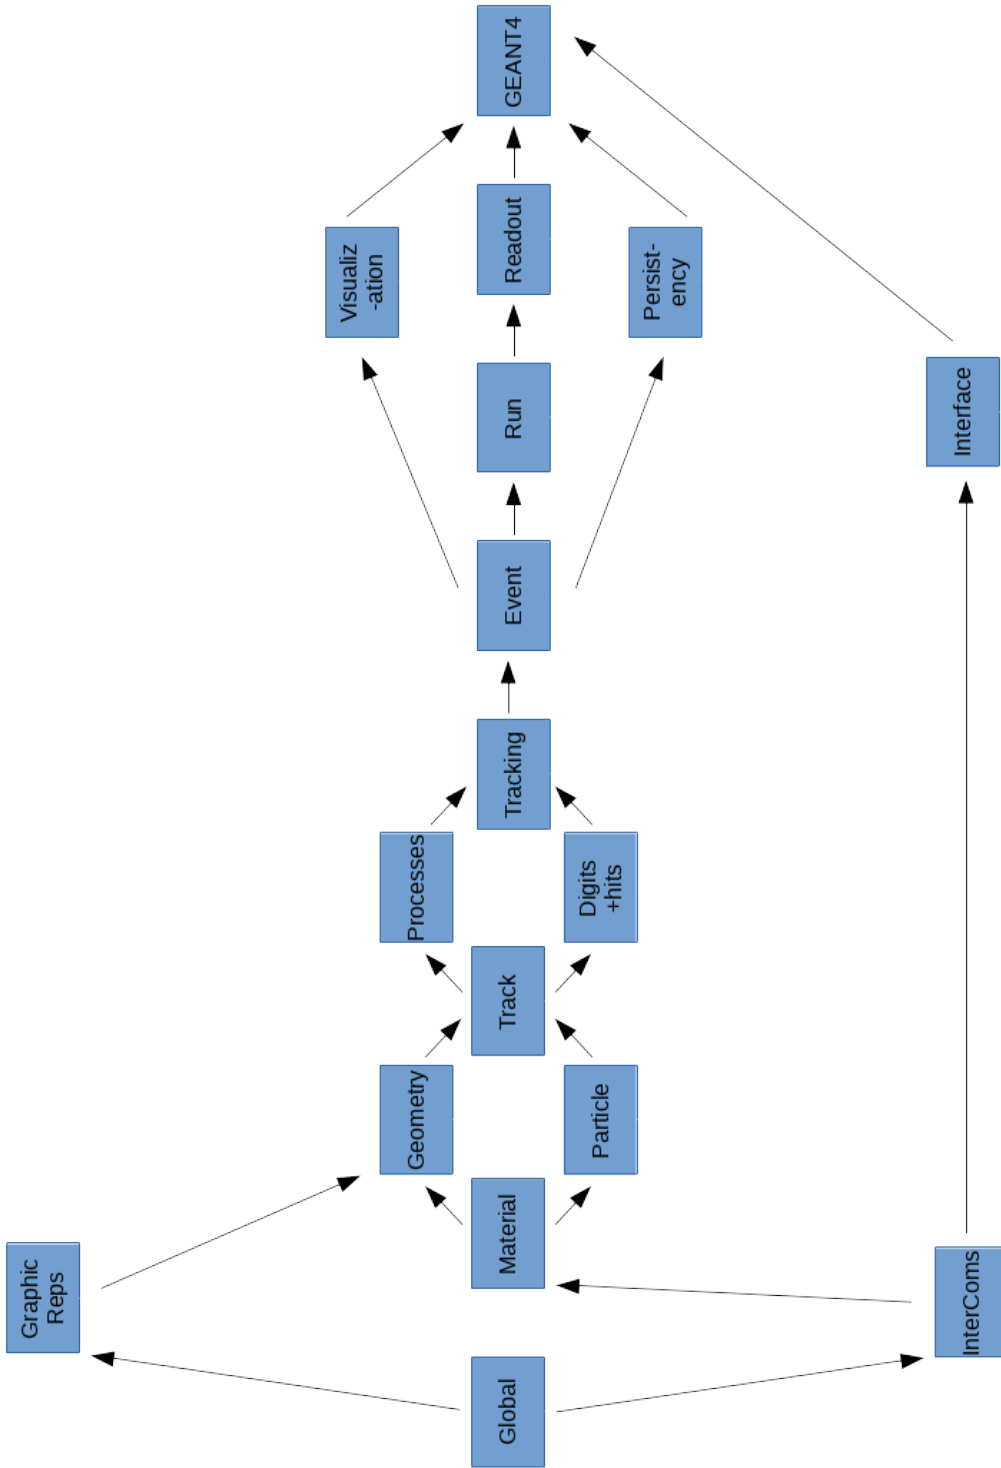 GEANT4
Visualiz
-ation
Readout
Persist-
ency
Run
Interface
Event
Tracking
Processes
Digits
+hits
Track
Geometry
Particle
Material
Graphic
Reps
InterComs
Global